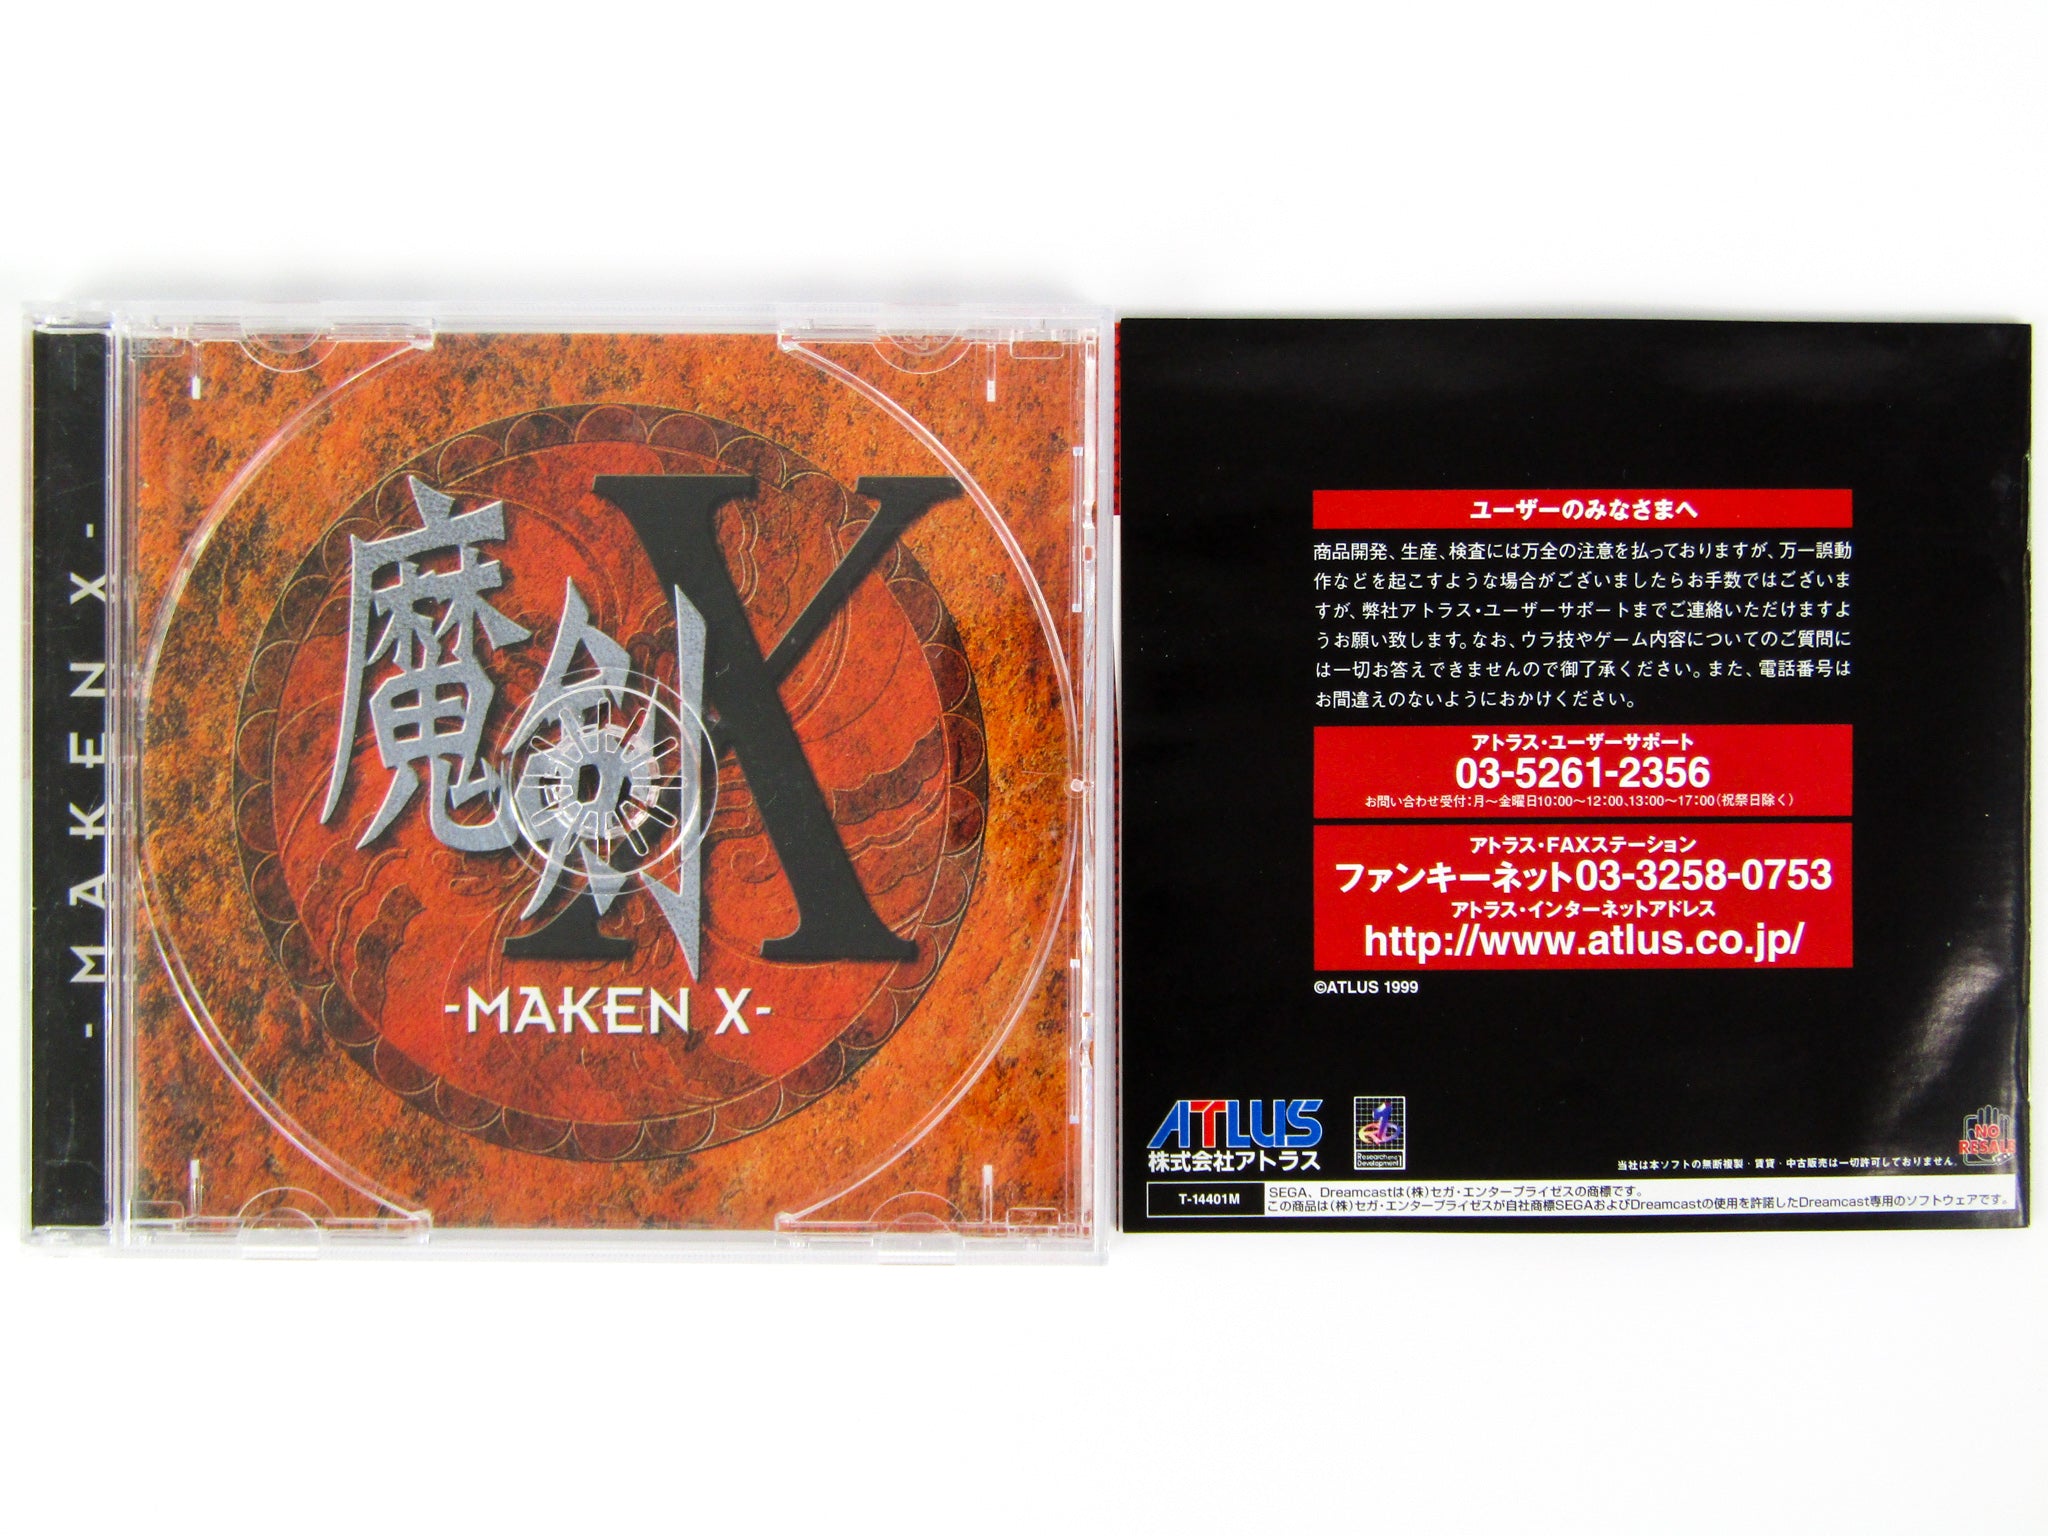 - MAKEN X -
魔剣
X
-MAKEN X-
ユーザーのみなさまへ
商品開発、生産、検査には万全の注意を払っておりますが、万一誤動
作などを起こすような場合がございましたらお手数ではございま
すが、弊社アトラス・ユーザーサポートまでご連絡いただけますよ
うお願い致します。なお、ウラ技やゲーム内容についてのご質問に
は一切お答えできませんので御了承ください。また、電話番号は
お間違えのないようにおかけください。
アトラス・ユーザーサポート
03-5261-2356
お問い合わせ受付:月〜金曜日10:00〜12:00、13:00〜17:00(祝祭日除く)
アトラス・FAXステーション
ファンキーネット03-3258-0753
アトラス・インターネットアドレス
http://www.atlus.co.jp/
©ATLUS 1999
ATLUS
株式会社アトラス
Research and
Development1
NO
RESALE
当社は本ソフトの無断複製・賃貸・中古販売は一切許可しておりません。
T-14401M
SEGA、Dreamcastは(株)セガ・エンタープライゼスの商標です。
この商品は(株)セガ・エンタープライゼスが自社商標SEGAおよびDreamcastの使用を許諾したDreamcast専用のソフトウェアです。